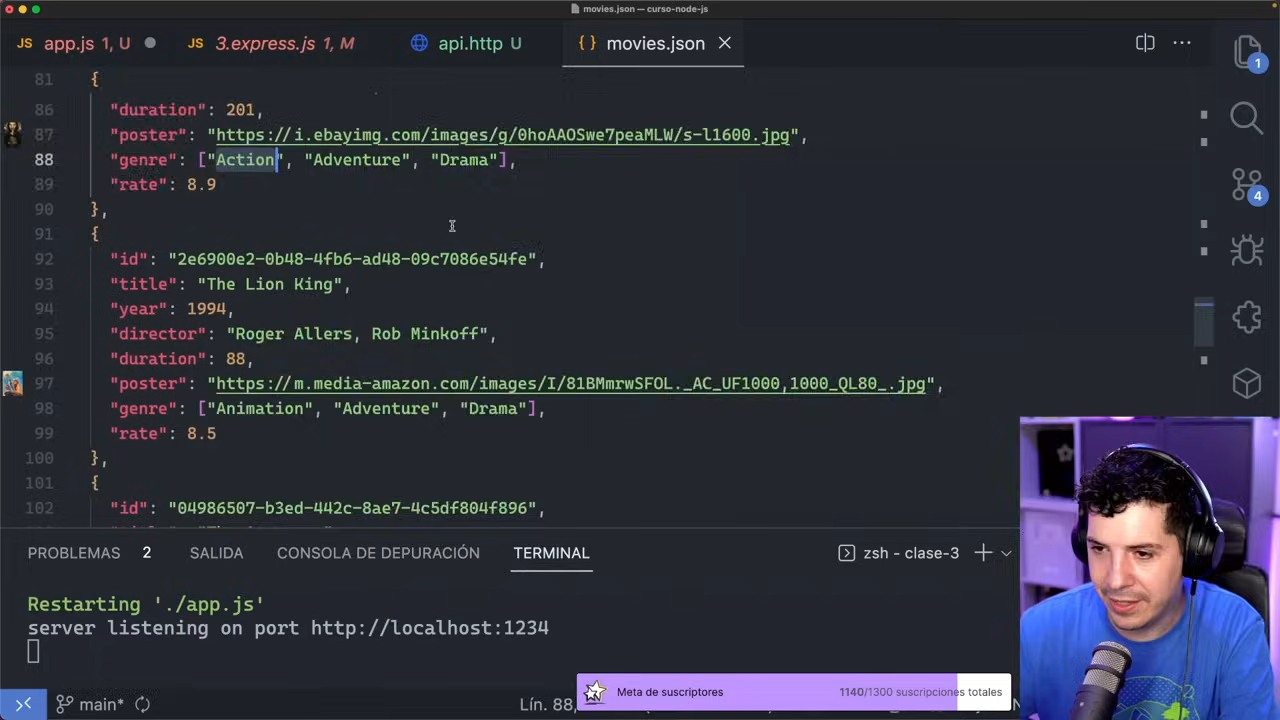 movies.json — curso-node-js
JS app.js 1, U
JS 3.express.js 1, M
api.http U
{ } movies.json
81 {
86 "duration": 201,
87 "poster": "https://i.ebayimg.com/images/g/0hoAAOSwe7peaMLW/s-l1600.jpg",
88 "genre": ["Action", "Adventure", "Drama"],
89 "rate": 8.9
90 },
91 {
92 "id": "2e6900e2-0b48-4fb6-ad48-09c7086e54fe",
93 "title": "The Lion King",
94 "year": 1994,
95 "director": "Roger Allers, Rob Minkoff",
96 "duration": 88,
97 "poster": "https://m.media-amazon.com/images/I/81BMmrwSFOL._AC_UF1000,1000_QL80_.jpg",
98 "genre": ["Animation", "Adventure", "Drama"],
99 "rate": 8.5
100 },
101 {
102 "id": "04986507-b3ed-442c-8ae7-4c5df804f896",
1
4
PROBLEMAS 2 SALIDA CONSOLA DE DEPURACIÓN TERMINAL
zsh - clase-3
Restarting './app.js'
server listening on port http://localhost:1234
Meta de suscriptores 1140/1300 suscripciones totales
main* Lín. 88,